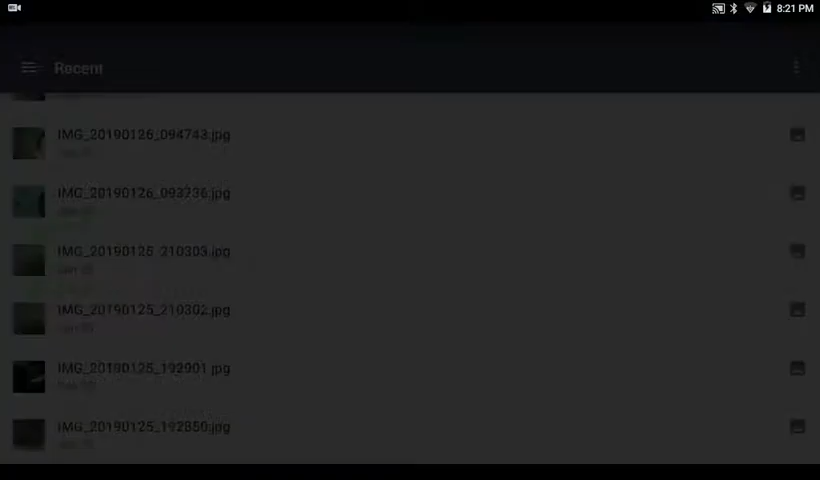 8:21 PM
Recent
IMG_20190126_094743.jpg
IMG_20190126_093236.jpg
IMG_20190125_210303.jpg
IMG_20190125_210302.jpg
IMG_20190125_192901.jpg
IMG_20190125_192850.jpg